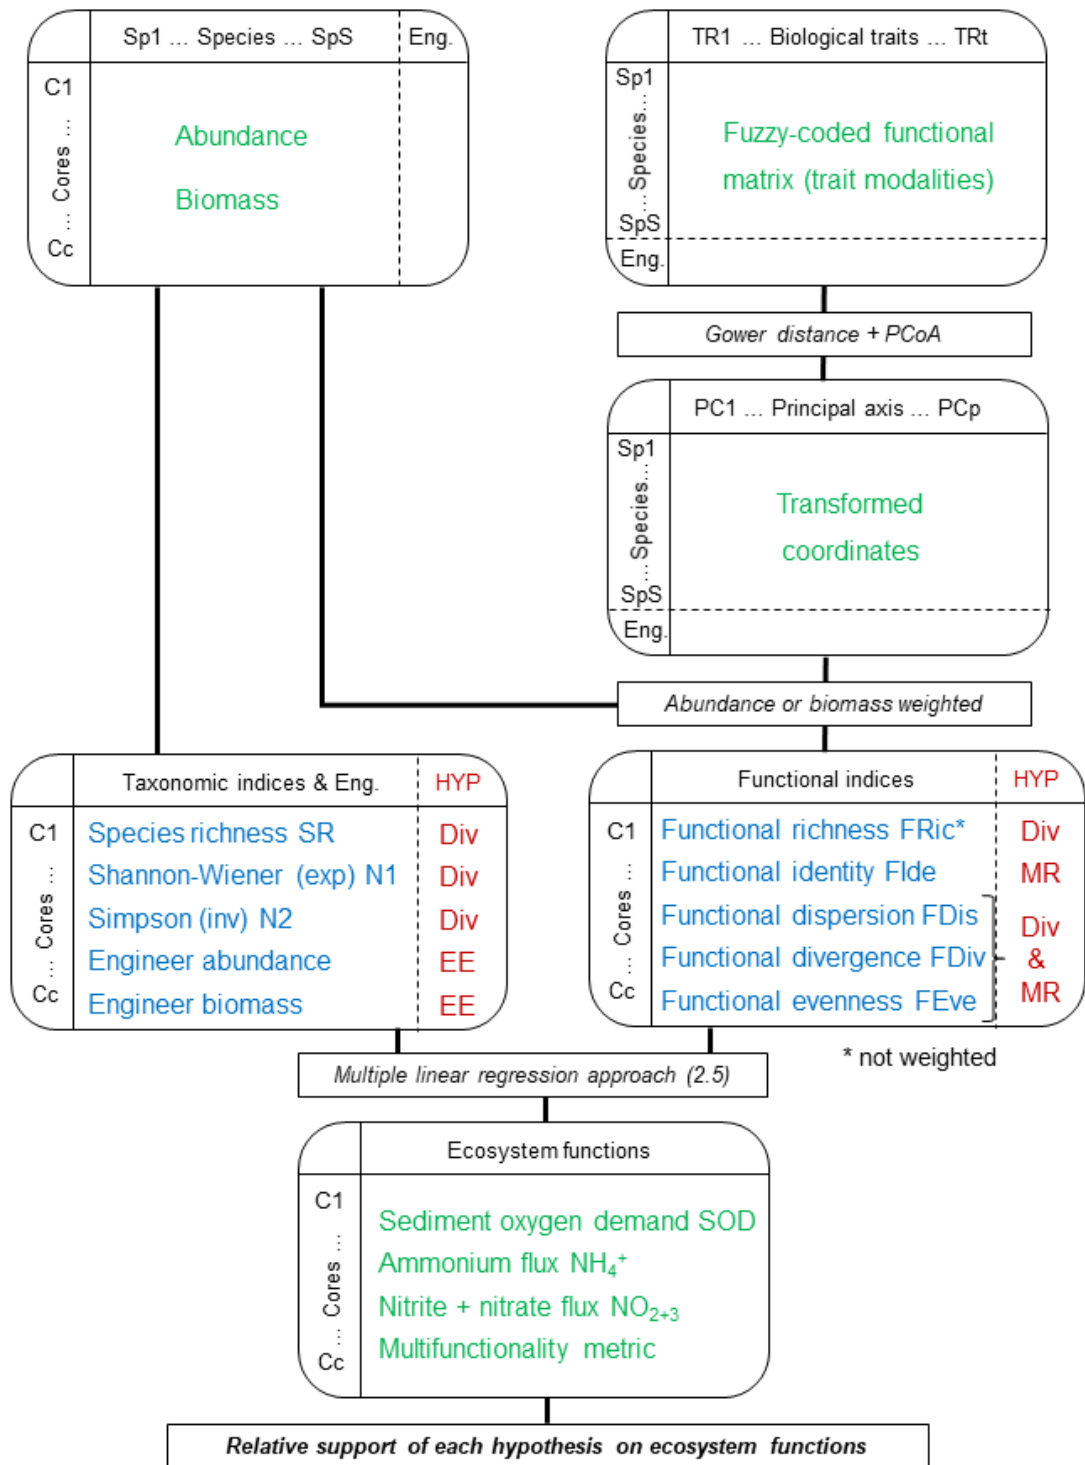 Sp1 ... Species ... SpS Eng.
C1
... Cores ...
Cc
Abundance
Biomass
TR1 ... Biological traits ... TRt
Sp1
...Species...
SpS
Eng.
Fuzzy-coded functional
matrix (trait modalities)
Gower distance + PCoA
PC1 ... Principal axis ... PCp
Sp1
...Species...
SpS
Eng.
Transformed
coordinates
Abundance or biomass weighted
Taxonomic indices & Eng. HYP
C1
... Cores ...
Cc
Species richness SR Div
Shannon-Wiener (exp) N1 Div
Simpson (inv) N2 Div
Engineer abundance EE
Engineer biomass EE
Functional indices HYP
C1
... Cores ...
Cc
Functional richness FRic* Div
Functional identity FIde MR
Functional dispersion FDis
Functional divergence FDiv
Functional evenness FEve
Div
&
MR
* not weighted
Multiple linear regression approach (2.5)
Ecosystem functions
C1
... Cores ...
Cc
Sediment oxygen demand SOD
Ammonium flux NH₄⁺
Nitrite + nitrate flux NO₂₊₃
Multifunctionality metric
Relative support of each hypothesis on ecosystem functions